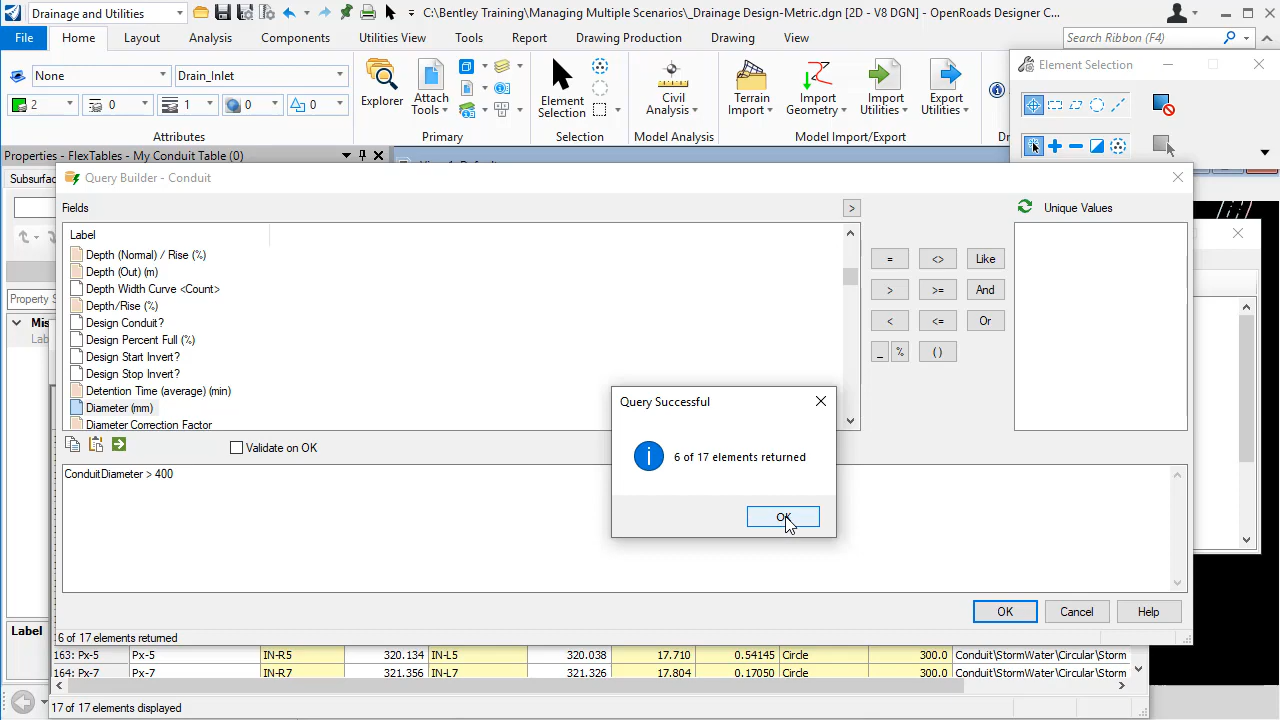 Drainage and Utilities
C:\Bentley Training\Managing Multiple Scenarios\_Drainage Design-Metric.dgn [2D - V8 DGN] - OpenRoads Designer C...
File Home Layout Analysis Components Utilities View Tools Report Drawing Production Drawing View
Search Ribbon (F4)
None
Drain_Inlet
2 0 1 0 0
Attributes
Explorer
Attach Tools
Primary
Element Selection
Selection
Civil Analysis
Model Analysis
Terrain Import
Import Geometry
Import Utilities
Export Utilities
Model Import/Export
Element Selection
Properties - FlexTables - My Conduit Table (0)
Query Builder - Conduit
Fields
>
Unique Values
Label
Depth (Normal) / Rise (%)
Depth (Out) (m)
Depth Width Curve <Count>
Depth/Rise (%)
Design Conduit?
Design Percent Full (%)
Design Start Invert?
Design Stop Invert?
Detention Time (average) (min)
Diameter (mm)
Diameter Correction Factor
= <> Like
> >= And
< <= Or
_ % ( )
Validate on OK
ConduitDiameter > 400
Query Successful
6 of 17 elements returned
OK
OK Cancel Help
6 of 17 elements returned
Label
163: Px-5 Px-5 IN-R5 320.134 IN-L5 320.038 17.710 0.54145 Circle 300.0 Conduit\StormWater\Circular\Storm
164: Px-7 Px-7 IN-R7 321.356 IN-L7 321.326 17.804 0.17050 Circle 300.0 Conduit\StormWater\Circular\Storm
17 of 17 elements displayed